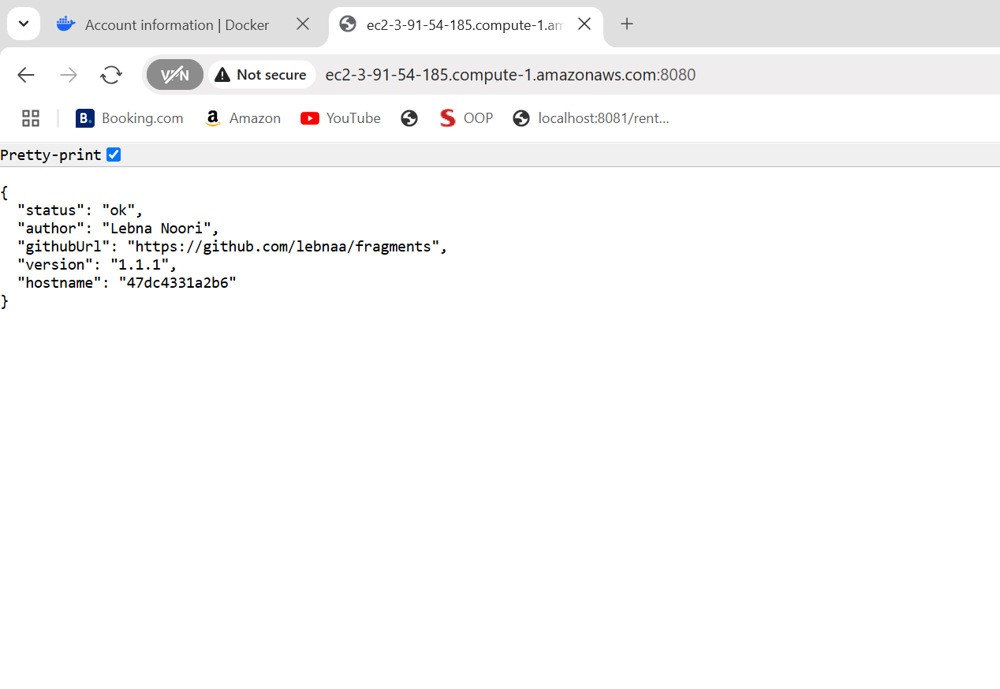 Account information | Docker
ec2-3-91-54-185.compute-1.am
VPN
Not secure
ec2-3-91-54-185.compute-1.amazonaws.com:8080
B. Booking.com
a Amazon
YouTube
S OOP
localhost:8081/rent...
Pretty-print
{
"status": "ok",
"author": "Lebna Noori",
"githubUrl": "https://github.com/lebnaa/fragments",
"version": "1.1.1",
"hostname": "47dc4331a2b6"
}